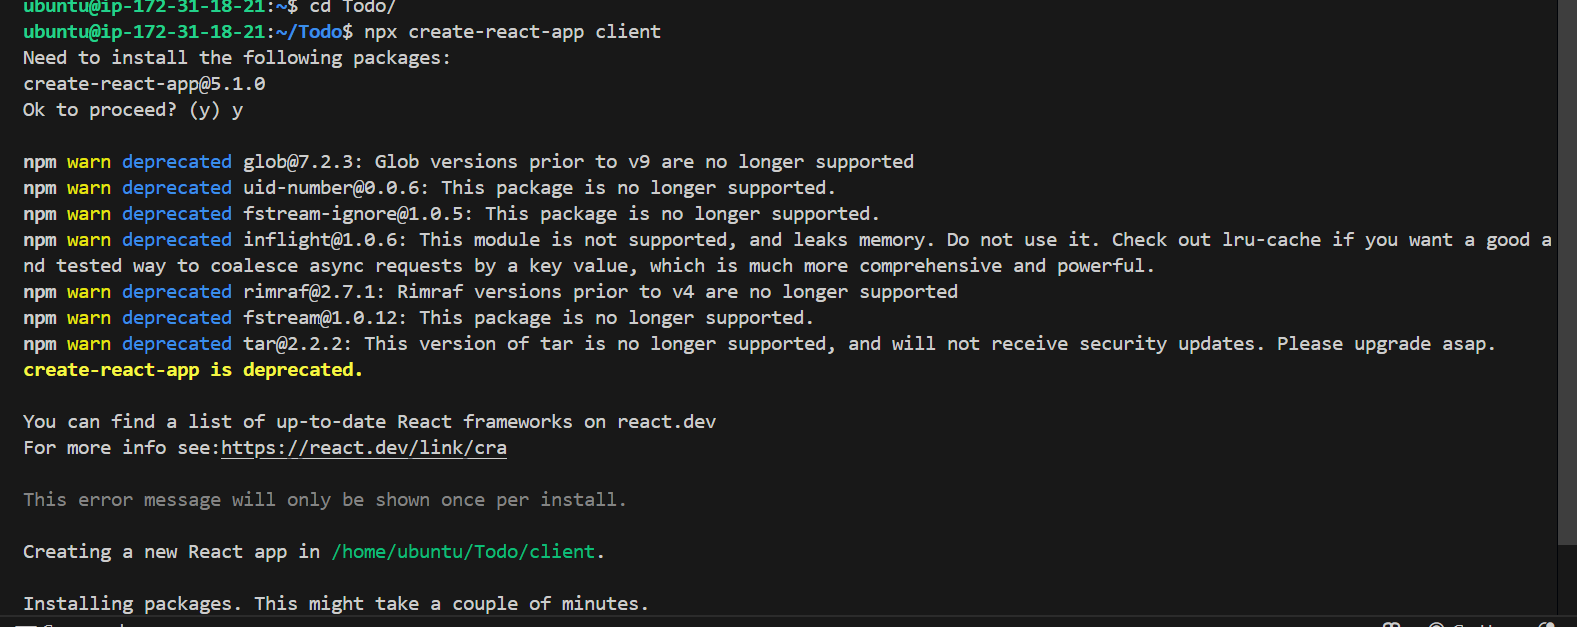 ubuntu@ip-172-31-18-21:~$ cd Todo/
ubuntu@ip-172-31-18-21:~/Todo$ npx create-react-app client
Need to install the following packages:
create-react-app@5.1.0
Ok to proceed? (y) y
npm warn deprecated glob@7.2.3: Glob versions prior to v9 are no longer supported
npm warn deprecated uid-number@0.0.6: This package is no longer supported.
npm warn deprecated fstream-ignore@1.0.5: This package is no longer supported.
npm warn deprecated inflight@1.0.6: This module is not supported, and leaks memory. Do not use it. Check out lru-cache if you want a good a
nd tested way to coalesce async requests by a key value, which is much more comprehensive and powerful.
npm warn deprecated rimraf@2.7.1: Rimraf versions prior to v4 are no longer supported
npm warn deprecated fstream@1.0.12: This package is no longer supported.
npm warn deprecated tar@2.2.2: This version of tar is no longer supported, and will not receive security updates. Please upgrade asap.
create-react-app is deprecated.
You can find a list of up-to-date React frameworks on react.dev
For more info see:https://react.dev/link/cra
This error message will only be shown once per install.
Creating a new React app in /home/ubuntu/Todo/client.
Installing packages. This might take a couple of minutes.